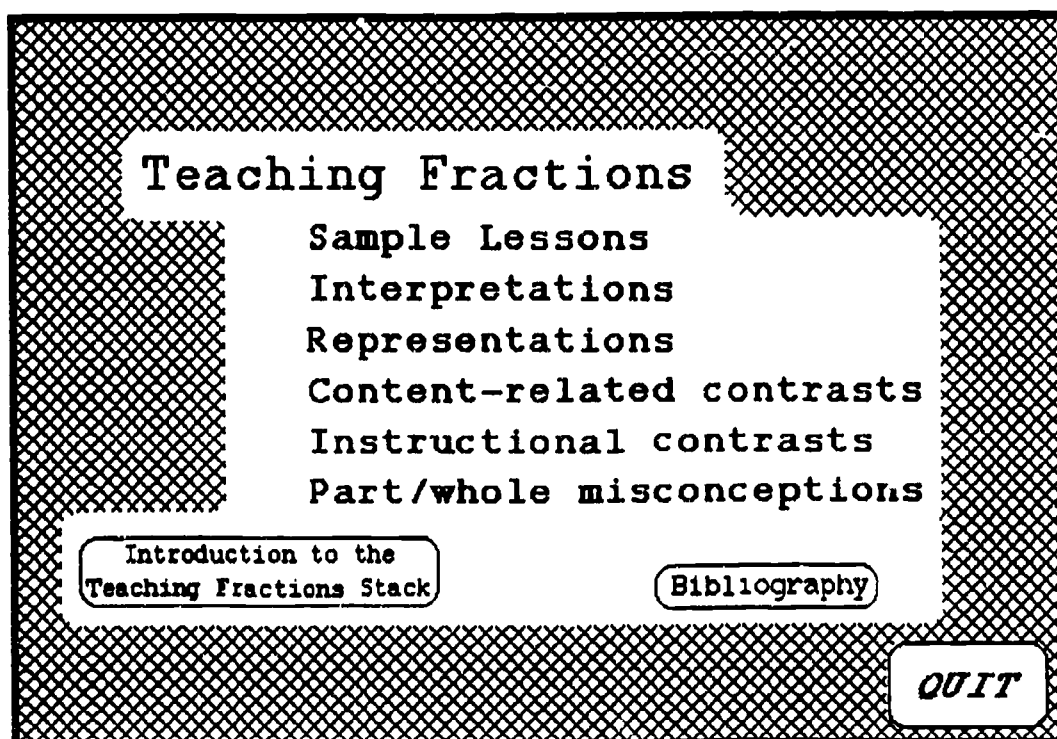 Teaching Fractions
Sample Lessons
Interpretations
Representations
Content-related contrasts
Instructional contrasts
Part/whole misconceptions
Introduction to the
Teaching Fractions Stack
Bibliography
QUIT